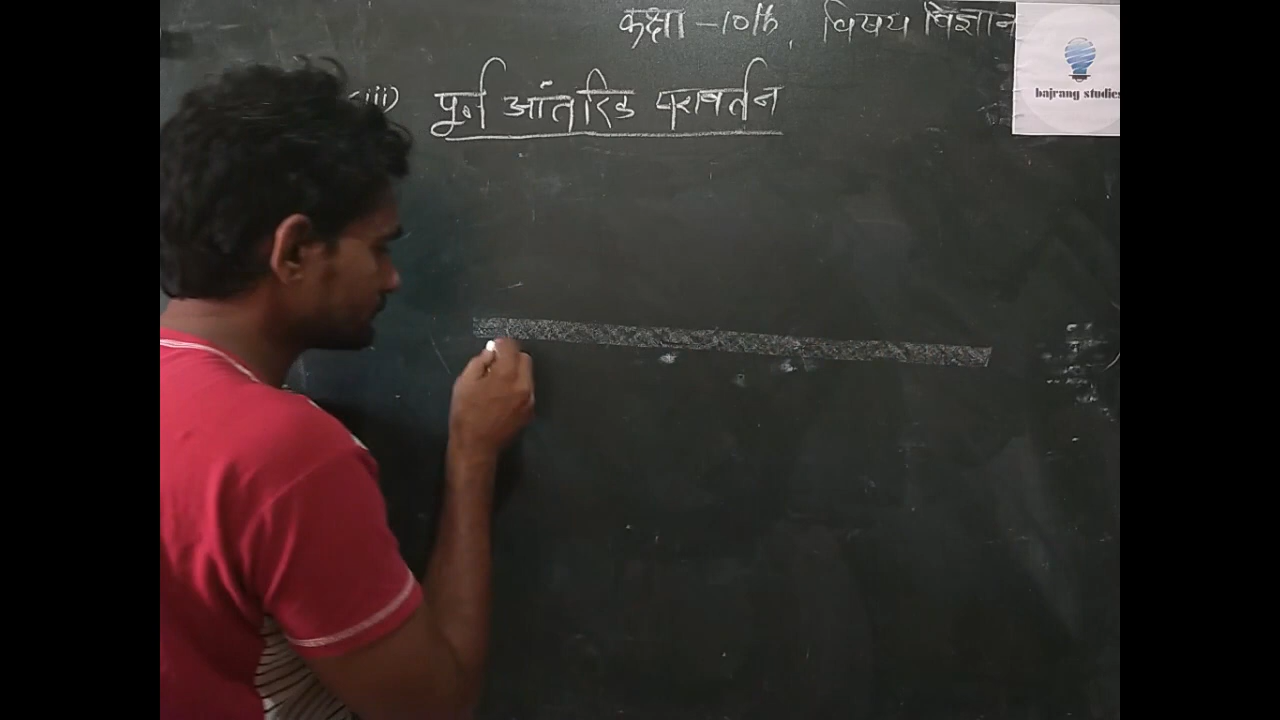 कक्षा - 10th, विषय विज्ञान
(iii) पूर्ण आंतरिक परावर्तन
bajrang studies